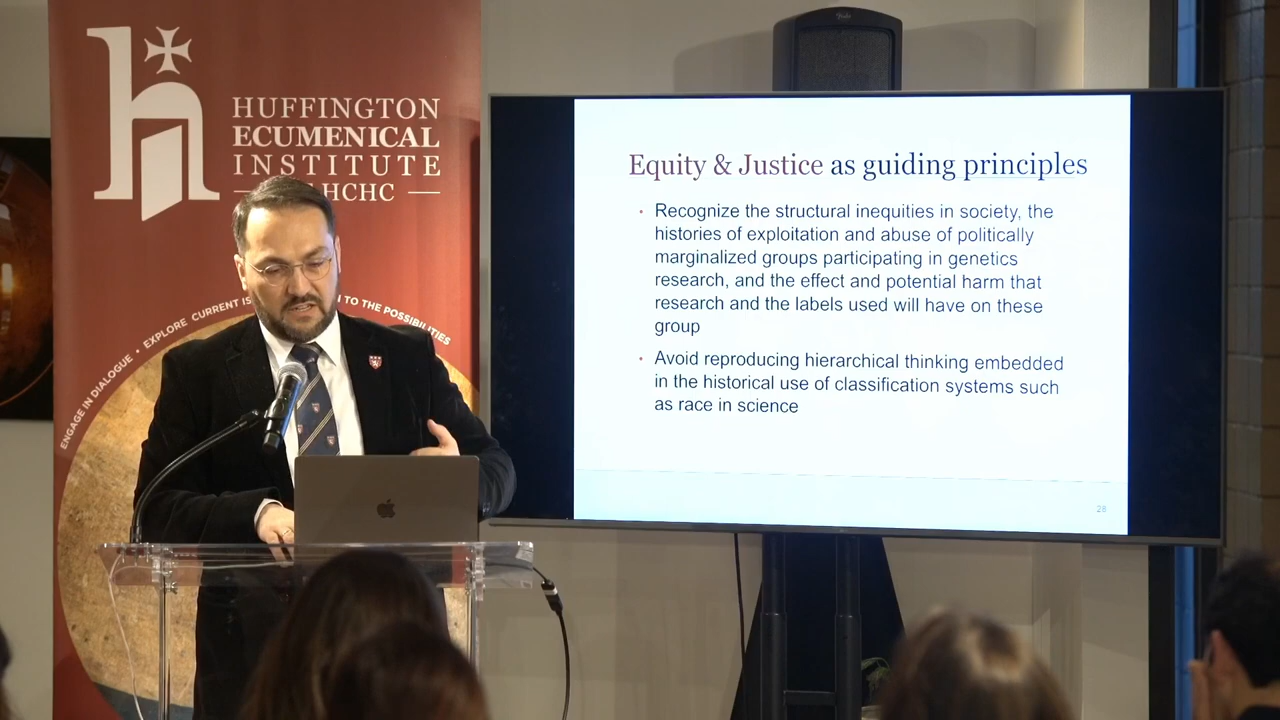 HUFFINGTON
ECUMENICAL
INSTITUTE
HCHC
ENGAGE IN DIALOGUE • EXPLORE CURRENT IS
TO THE POSSIBILITIES
Equity & Justice as guiding principles
• Recognize the structural inequities in society, the
histories of exploitation and abuse of politically
marginalized groups participating in genetics
research, and the effect and potential harm that
research and the labels used will have on these
group
• Avoid reproducing hierarchical thinking embedded
in the historical use of classification systems such
as race in science
28